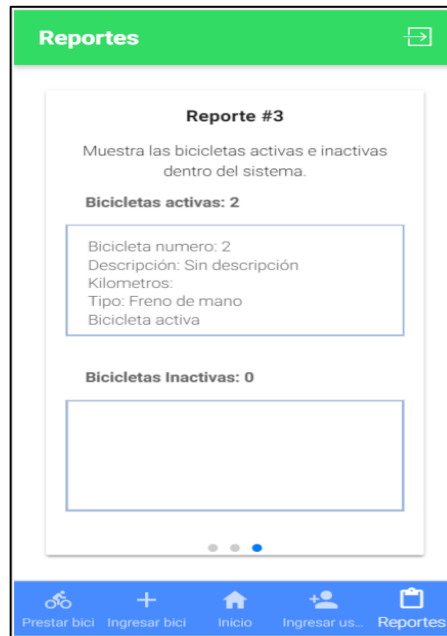 Reportes
Reporte #3
Muestra las bicicletas activas e inactivas
dentro del sistema.
Bicicletas activas: 2
Bicicleta numero: 2
Descripción: Sin descripción
Kilometros:
Tipo: Freno de mano
Bicicleta activa
Bicicletas Inactivas: 0
Prestar bici Ingresar bici Inicio Ingresar us... Reportes